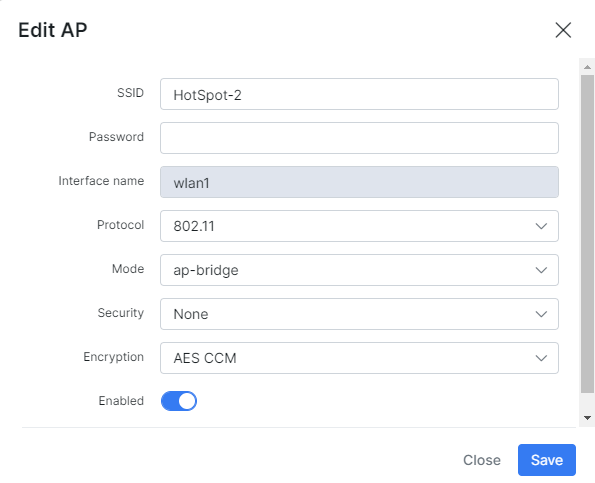 Edit AP
SSID HotSpot-2
Password
Interface name wlan1
Protocol 802.11
Mode ap-bridge
Security None
Encryption AES CCM
Enabled
Close Save